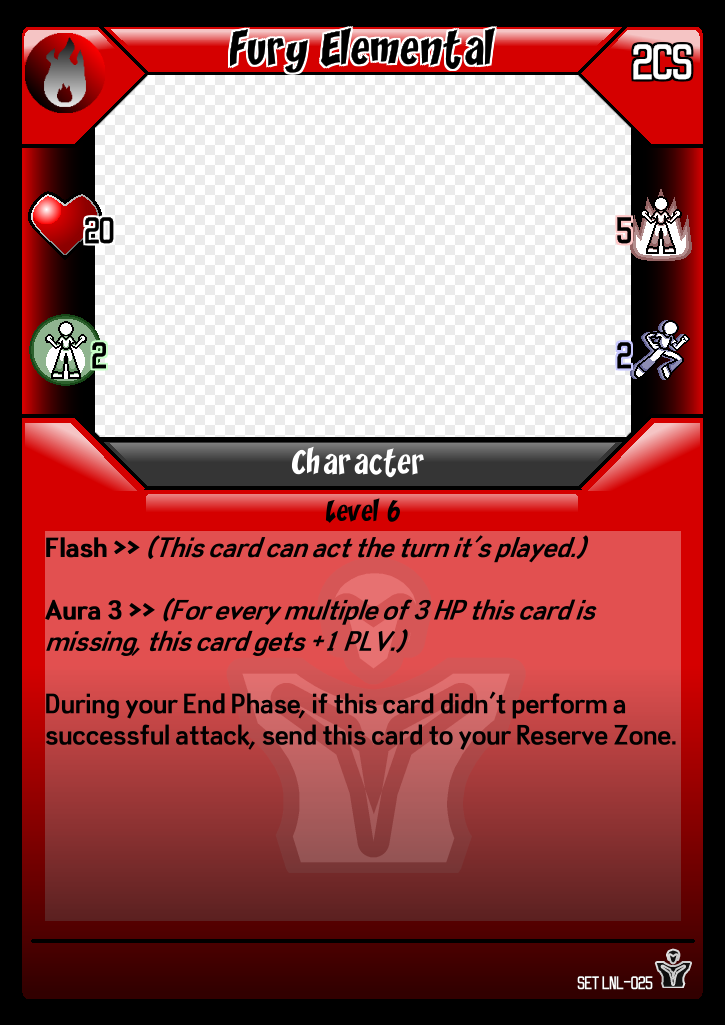 Fury Elemental
2CS
20
5
2
2
Character
Level 6
Flash >> (This card can act the turn it's played.)
Aura 3 >> (For every multiple of 3 HP this card is
missing, this card gets +1 PLV.)
During your End Phase, if this card didn't perform a
successful attack, send this card to your Reserve Zone.
SET LNL-025